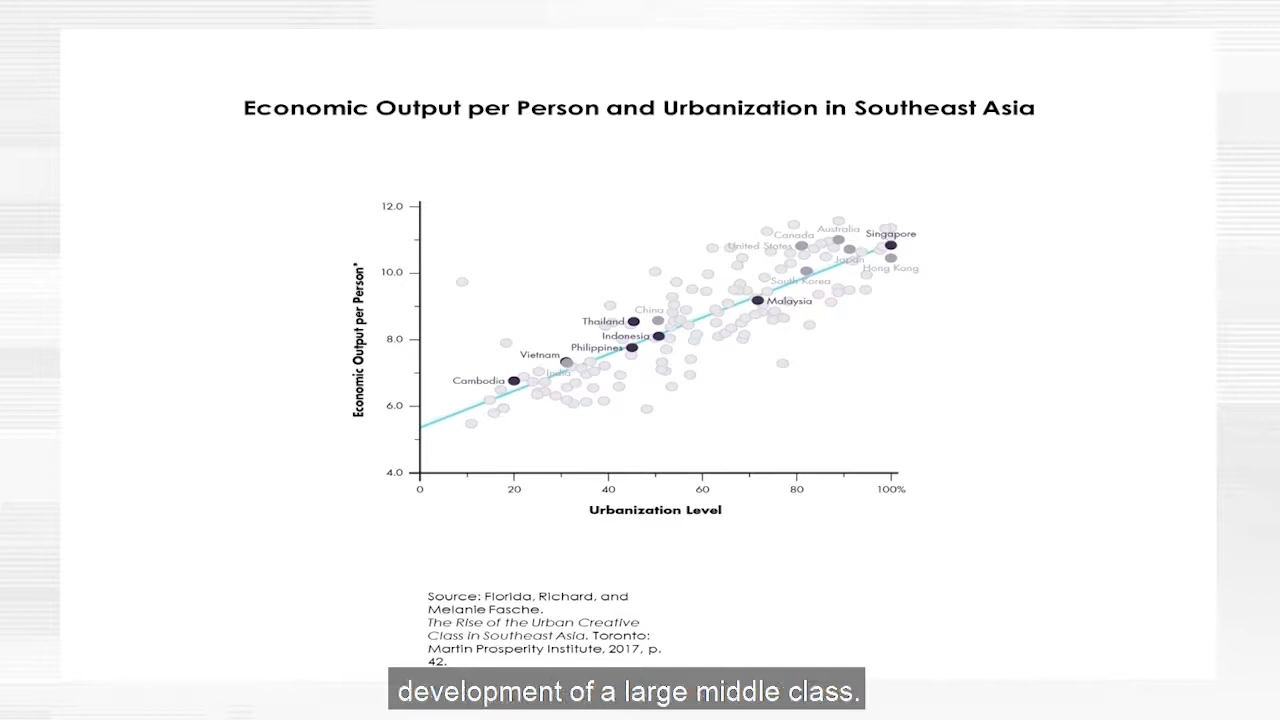 Economic Output per Person and Urbanization in Southeast Asia
12.0
10.0
8.0
6.0
4.0
Economic Output per Person*
Canada
Australia
Singapore
United States
Japan
Hong Kong
South Korea
Malaysia
China
Thailand
Indonesia
Philippines
Vietnam
India
Cambodia
0
20
40
60
80
100%
Urbanization Level
Source: Florida, Richard, and
Melanie Fasche.
The Rise of the Urban Creative
Class in Southeast Asia. Toronto:
Martin Prosperity Institute, 2017, p.
42.
development of a large middle class.